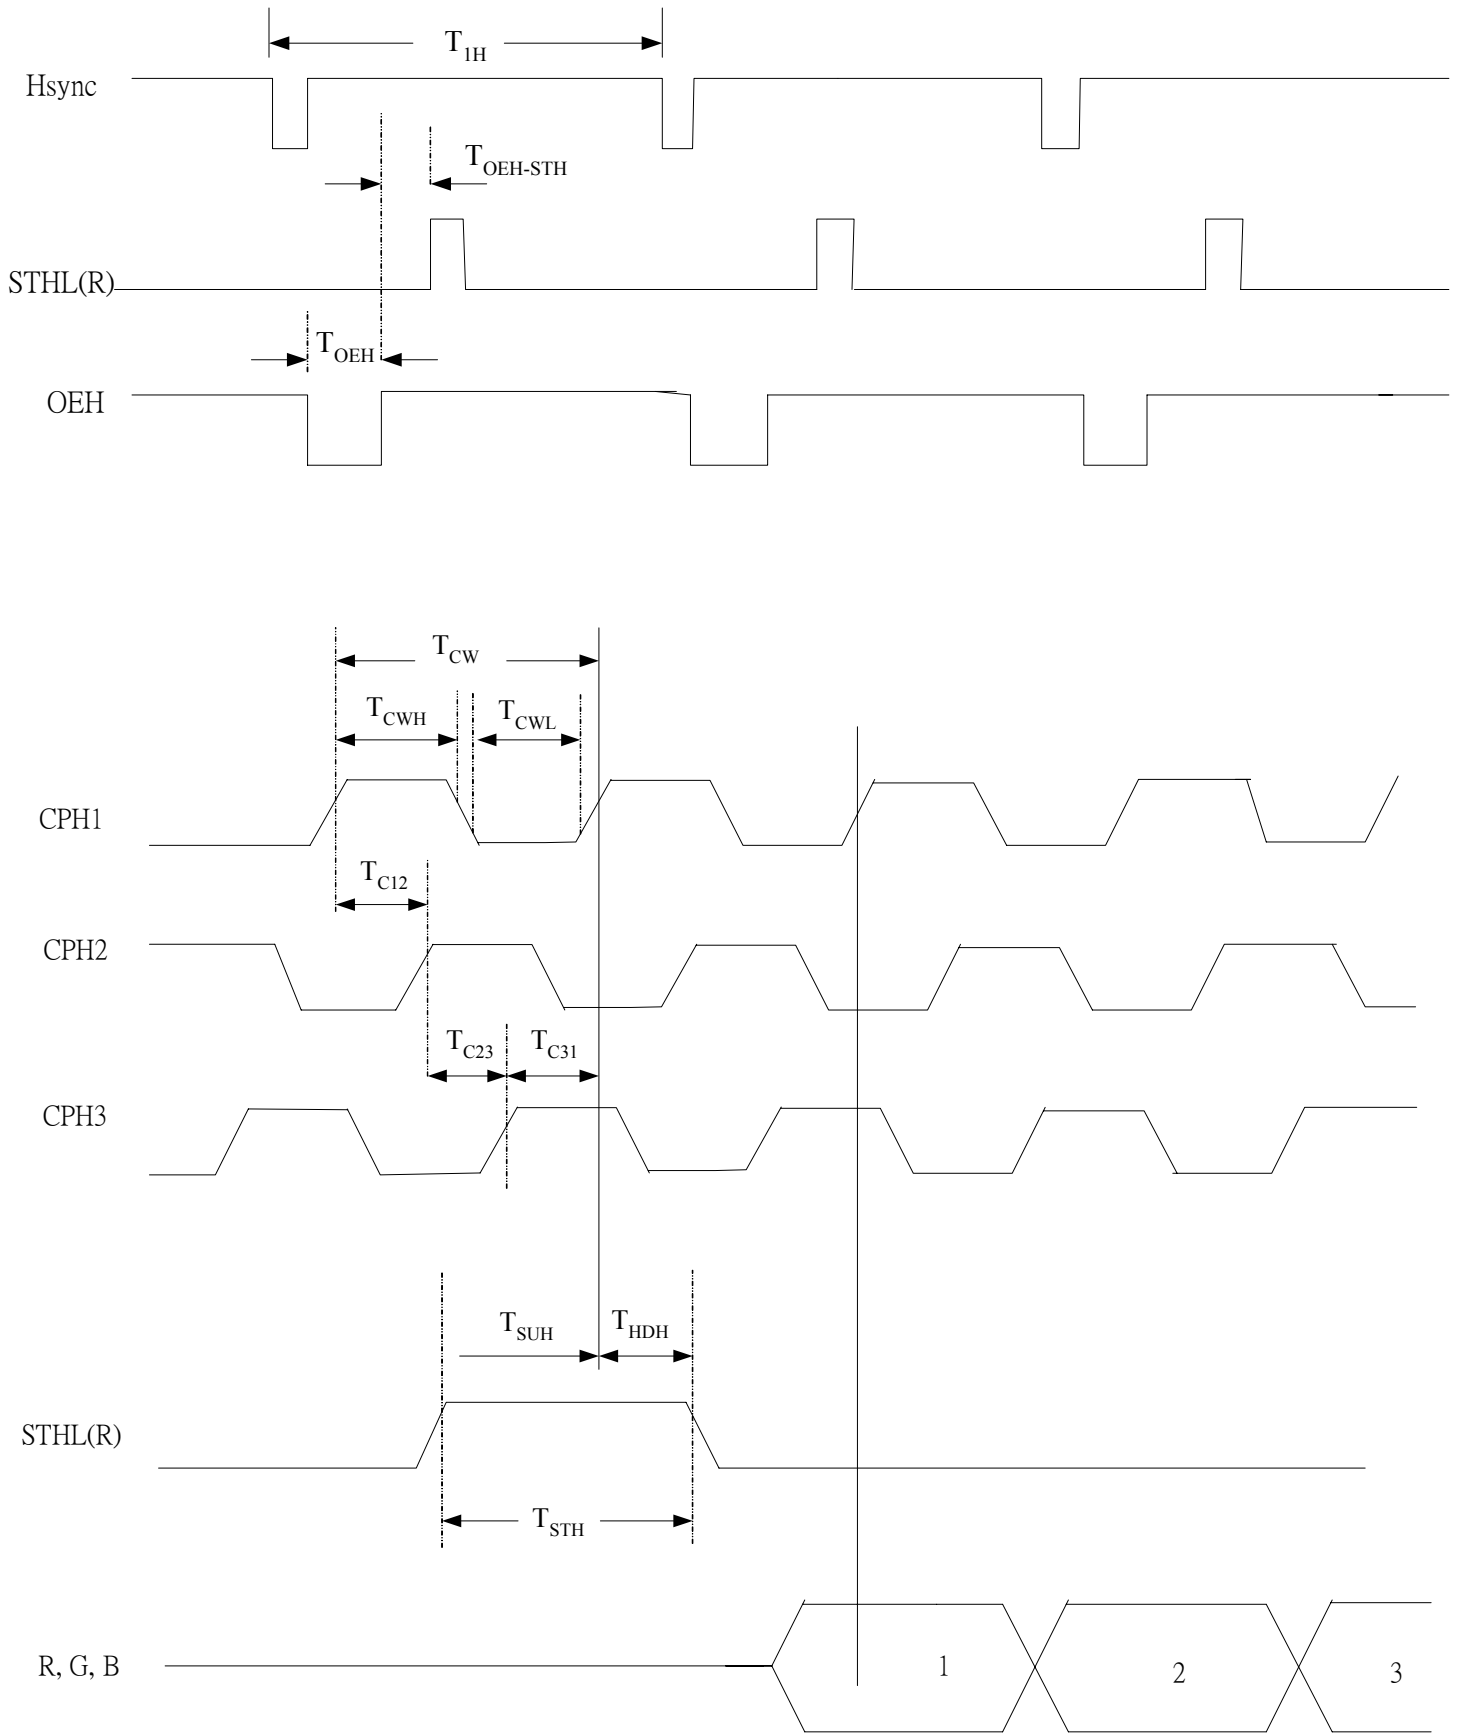 T1H
Hsync
TOEH-STH
STHL(R)
TOEH
OEH
TCW
TCWH
TCWL
CPH1
TC12
CPH2
TC23
TC31
CPH3
TSUH
THDH
STHL(R)
TSTH
R, G, B
1
2
3